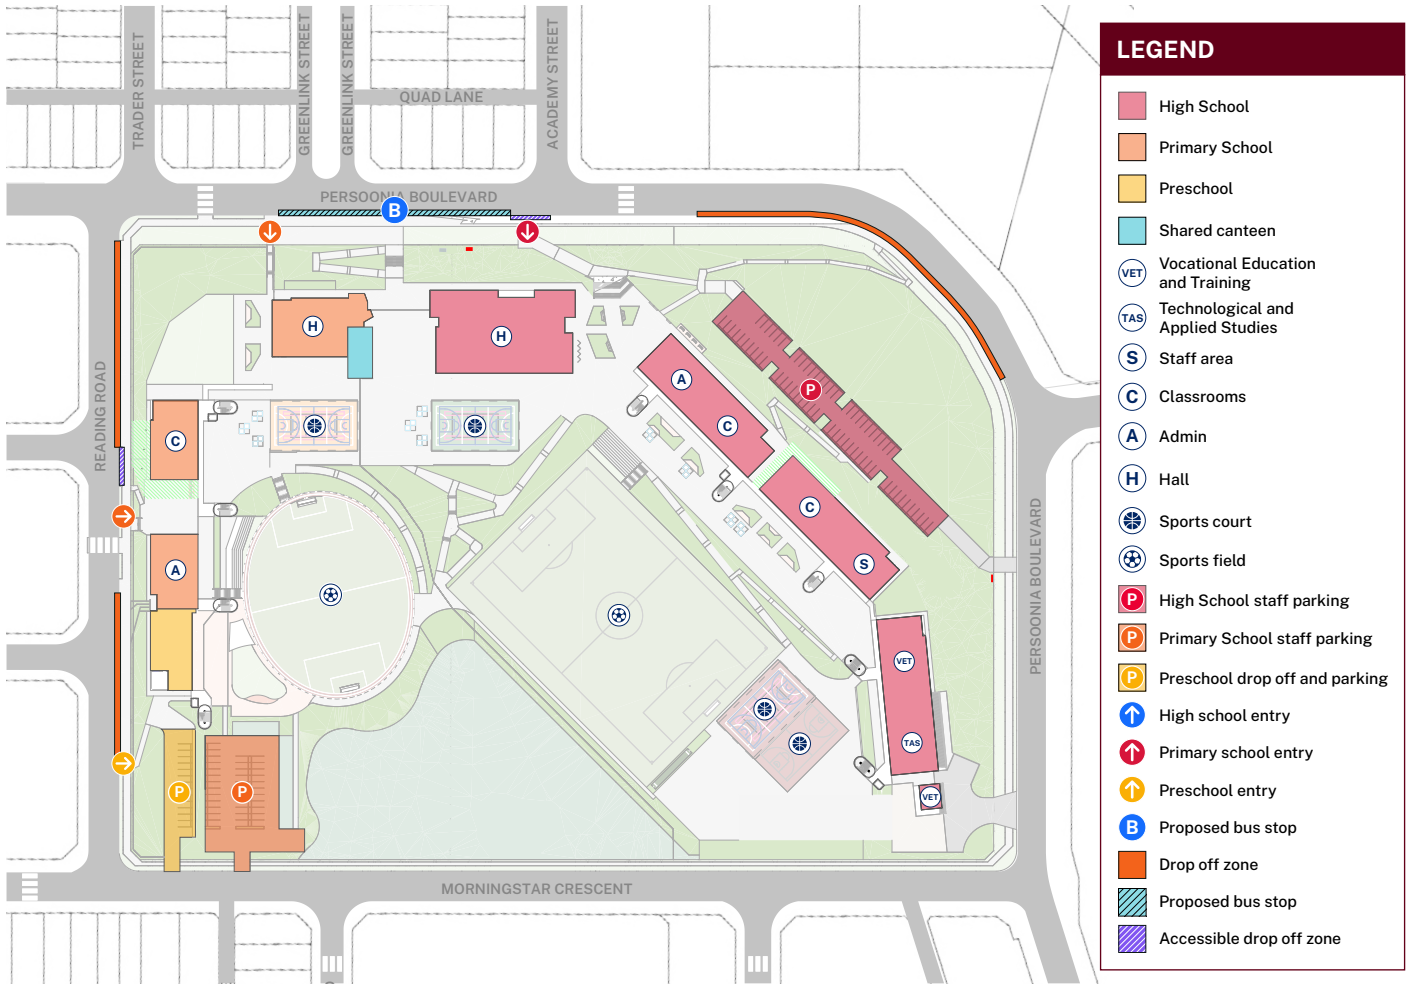 TRADER STREET
GREENLINK STREET
GREENLINK STREET
QUAD LANE
ACADEMY STREET
PERSOONIA BOULEVARD
B
H
H
READING ROAD
C
A
C
P
C
S
A
VET
TAS
VET
P
P
PERSOONIA BOULEVARD
MORNINGSTAR CRESCENT
LEGEND
High School
Primary School
Preschool
Shared canteen
VET Vocational Education
and Training
TAS Technological and
Applied Studies
S Staff area
C Classrooms
A Admin
H Hall
Sports court
Sports field
P High School staff parking
P Primary School staff parking
P Preschool drop off and parking
High school entry
Primary school entry
Preschool entry
B Proposed bus stop
Drop off zone
Proposed bus stop
Accessible drop off zone